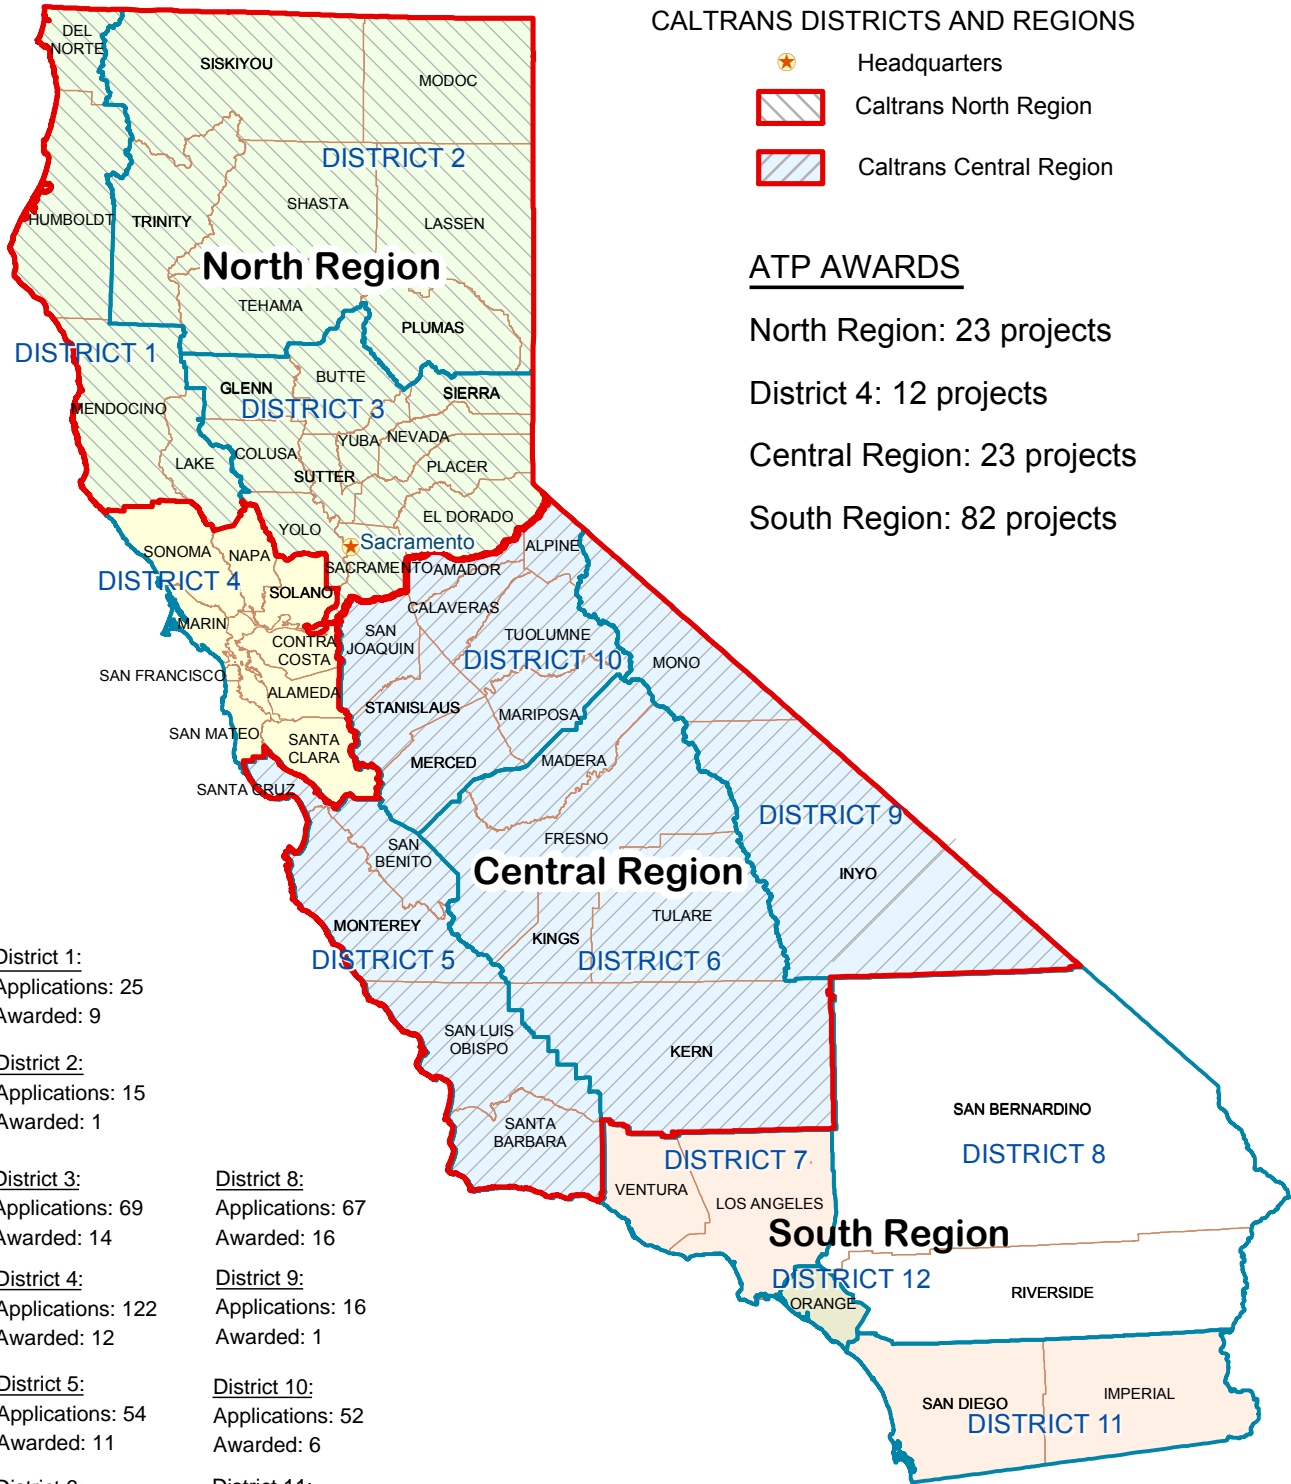 CALTRANS DISTRICTS AND REGIONS
Headquarters
Caltrans North Region
Caltrans Central Region
ATP AWARDS
North Region: 23 projects
District 4: 12 projects
Central Region: 23 projects
South Region: 82 projects
DEL
NORTE
SISKIYOU
MODOC
DISTRICT 2
SHASTA
HUMBOLDT
TRINITY
LASSEN
North Region
TEHAMA
PLUMAS
DISTRICT 1
BUTTE
GLENN
SIERRA
DISTRICT 3
MENDOCINO
YUBA
NEVADA
COLUSA
LAKE
PLACER
SUTTER
EL DORADO
YOLO
Sacramento
SONOMA
NAPA
ALPINE
SACRAMENTO
AMADOR
DISTRICT 4
SOLANO
CALAVERAS
MARIN
SAN
JOAQUIN
TUOLUMNE
CONTRA
COSTA
DISTRICT 10
MONO
SAN FRANCISCO
ALAMEDA
STANISLAUS
MARIPOSA
SAN MATEO
SANTA
CLARA
MERCED
MADERA
SANTA CRUZ
DISTRICT 9
FRESNO
SAN
BENITO
Central Region
INYO
TULARE
MONTEREY
KINGS
DISTRICT 5
DISTRICT 6
SAN LUIS
OBISPO
KERN
SANTA
BARBARA
SAN BERNARDINO
DISTRICT 8
DISTRICT 7
VENTURA
LOS ANGELES
South Region
DISTRICT 12
ORANGE
RIVERSIDE
SAN DIEGO
IMPERIAL
DISTRICT 11
District 1:
Applications: 25
Awarded: 9
District 2:
Applications: 15
Awarded: 1
District 3:
Applications: 69
Awarded: 14
District 4:
Applications: 122
Awarded: 12
District 5:
Applications: 54
Awarded: 11
District 8:
Applications: 67
Awarded: 16
District 9:
Applications: 16
Awarded: 1
District 10:
Applications: 52
Awarded: 6
District 11: